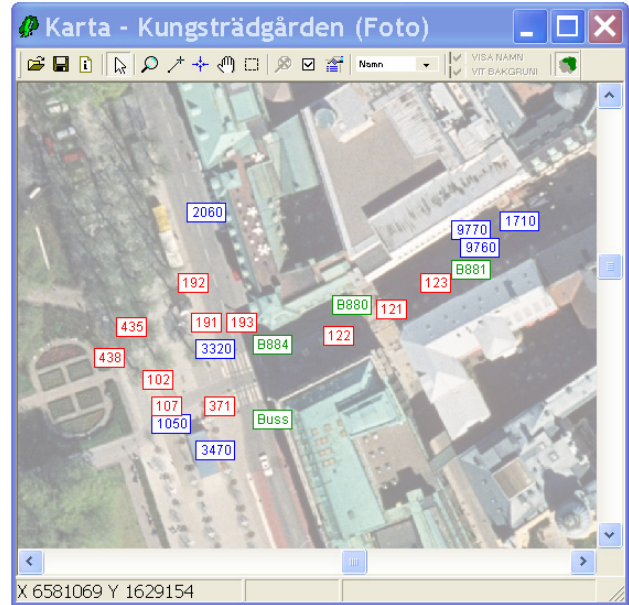 Karta - Kungsträdgården (Foto)
Namn
VISA NAMN
VIT BAKGRUNI
2060
1710
9770
9760
B881
192
123
B880
121
435
191
193
122
3320
B884
438
102
107
371
1050
Buss
3470
X 6581069 Y 1629154